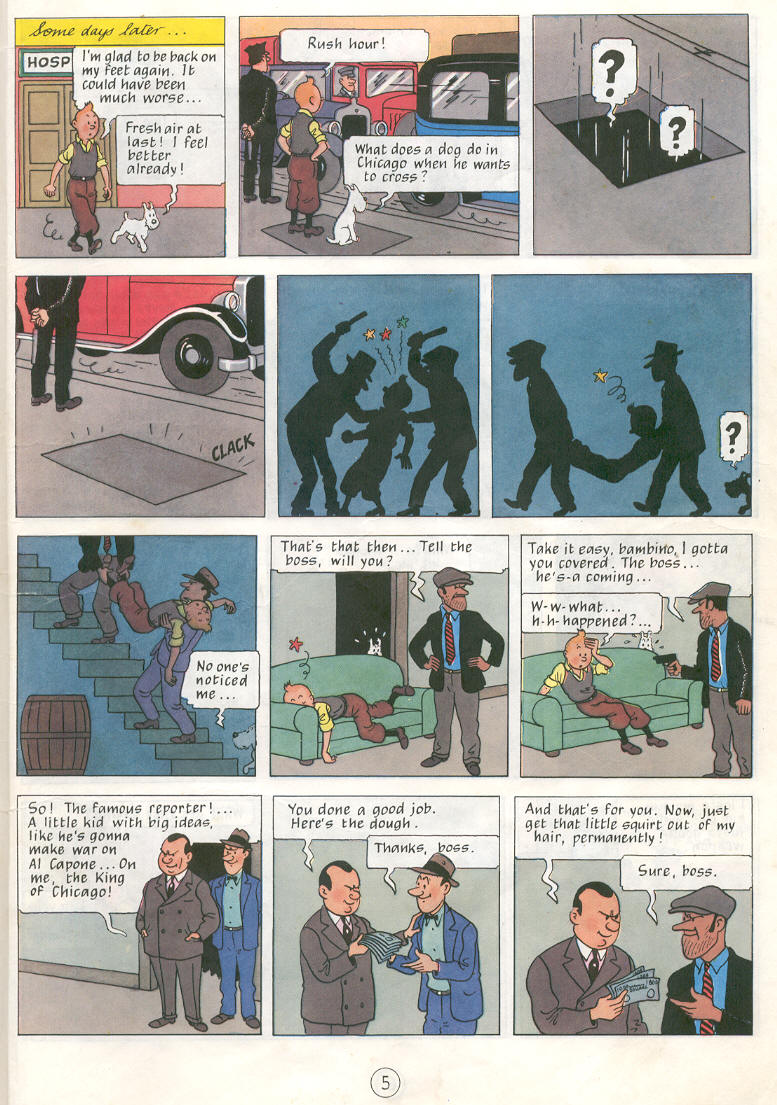 Some days later...
HOSP
I'm glad to be back on
my feet again. It
could have been
much worse...
Fresh air at
last! I feel
better
already!
Rush hour!
What does a dog do in
Chicago when he wants
to cross?
?
?
CLACK
?
No one's
noticed
me...
That's that then... Tell the
boss, will you?
Take it easy, bambino, I gotta
you covered. The boss...
he's-a coming...
W-w-what...
h-h-happened?...
So! The famous reporter!...
A little kid with big ideas,
like he's gonna
make war on
Al Capone... On
me, the King
of Chicago!
You done a good job.
Here's the dough.
Thanks, boss.
And that's for you. Now, just
get that little squirt out of my
hair, permanently!
Sure, boss.
5